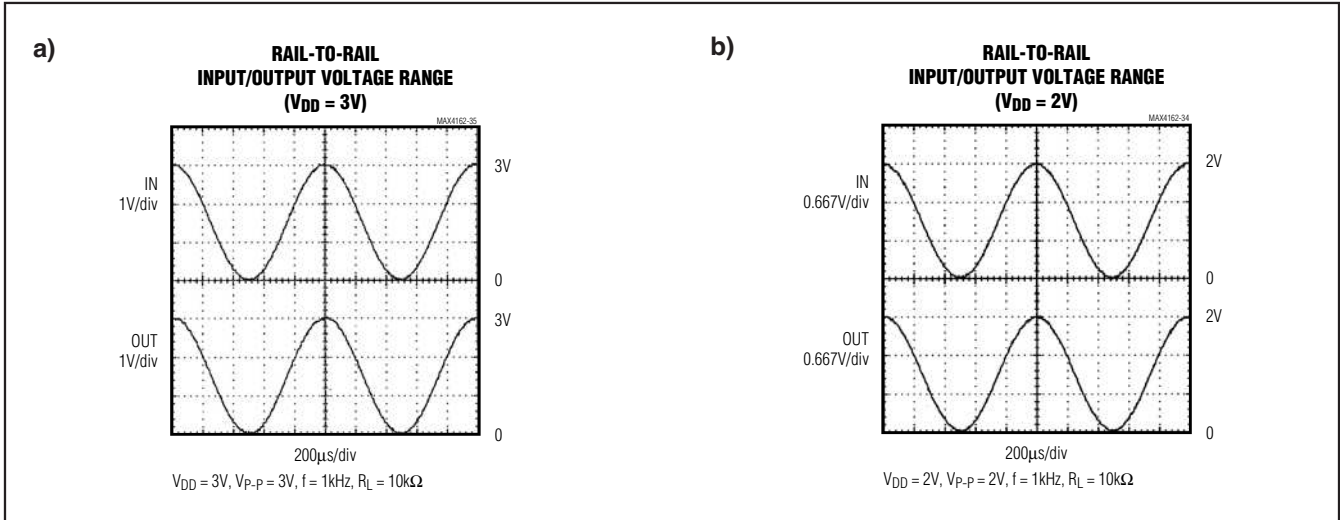 a)
RAIL-TO-RAIL
INPUT/OUTPUT VOLTAGE RANGE
(VDD = 3V)
MAX4162-35
3V
IN
1V/div
0
3V
OUT
1V/div
0
200µs/div
VDD = 3V, VP-P = 3V, f = 1kHz, RL = 10kΩ
b)
RAIL-TO-RAIL
INPUT/OUTPUT VOLTAGE RANGE
(VDD = 2V)
MAX4162-34
2V
IN
0.667V/div
0
2V
OUT
0.667V/div
0
200µs/div
VDD = 2V, VP-P = 2V, f = 1kHz, RL = 10kΩ